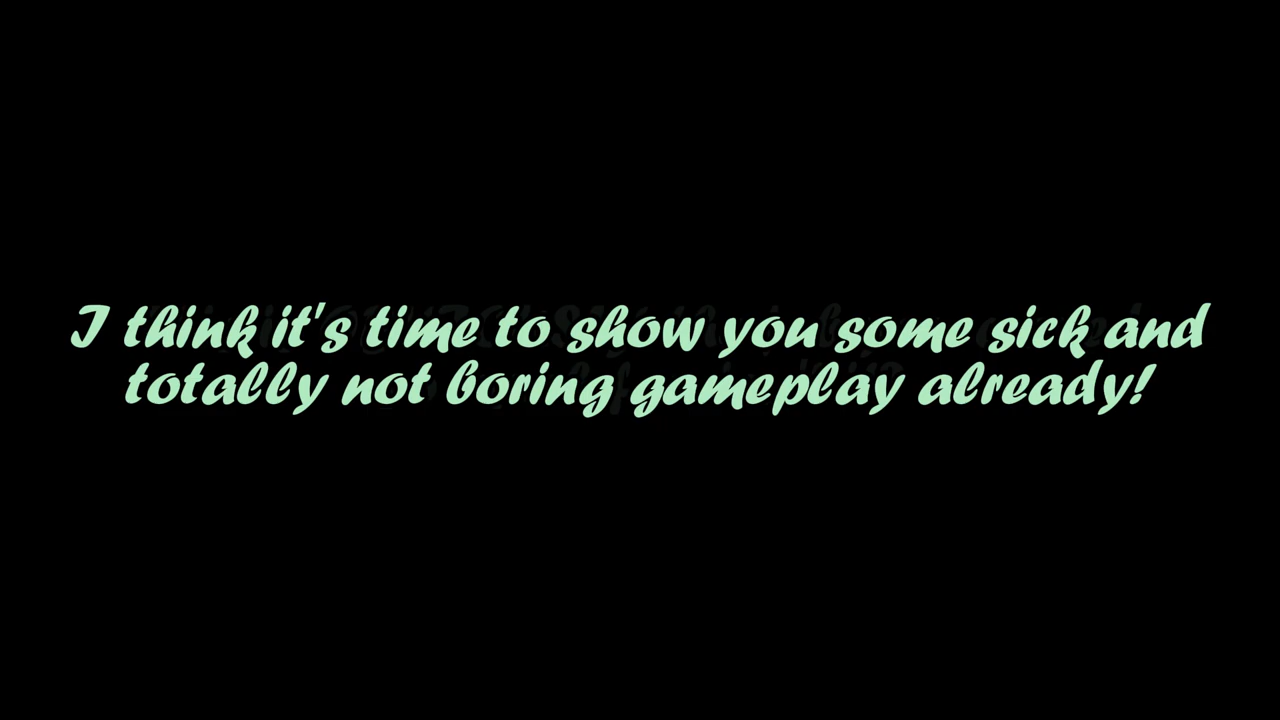 I think it's time to show you some sick and
totally not boring gameplay already!